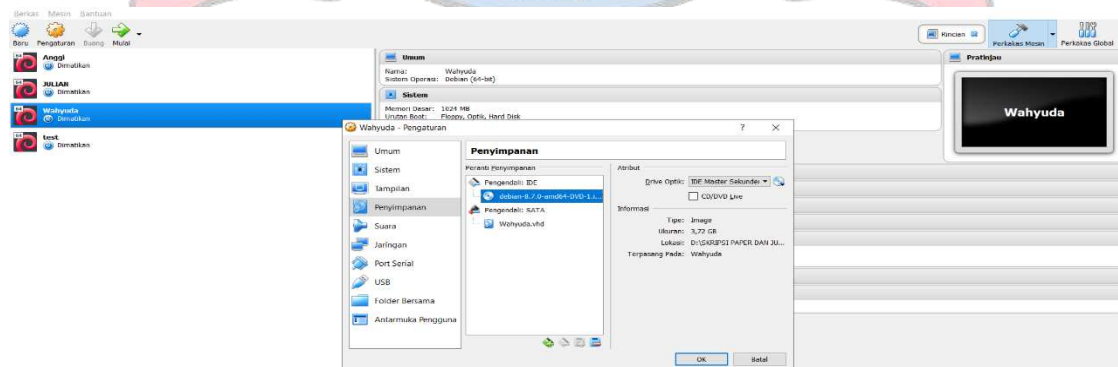 Berkas Mesin Bantuan
Baru Pengaturan Buang Mulai
Rincian
Perkakas Mesin Perkakas Global
64 Anggi
Dimatikan
64 JULIAN
Dimatikan
64 Wahyuda
Dimatikan
64 test
Dimatikan
Umum
Nama: Wahyuda
Sistem Operasi: Debian (64-bit)
Sistem
Memori Dasar: 1024 MB
Urutan Boot: Floppy, Optik, Hard Disk
Pratinjau
Wahyuda
Wahyuda - Pengaturan ? ×
Umum
Sistem
Tampilan
Penyimpanan
Suara
Jaringan
Port Serial
USB
Folder Bersama
Antarmuka Pengguna
Penyimpanan
Peranti Penyimpanan
Pengendali: IDE
debian-8.7.0-amd64-DVD-1.i...
Pengendali: SATA
Wahyuda.vhd
Atribut
Drive Optik: IDE Master Sekunder
CD/DVD Live
Informasi
Tipe: Image
Ukuran: 3,72 GB
Lokasi: D:\SKRIPSI PAPER DAN JU...
Terpasang Pada: Wahyuda
OK Batal